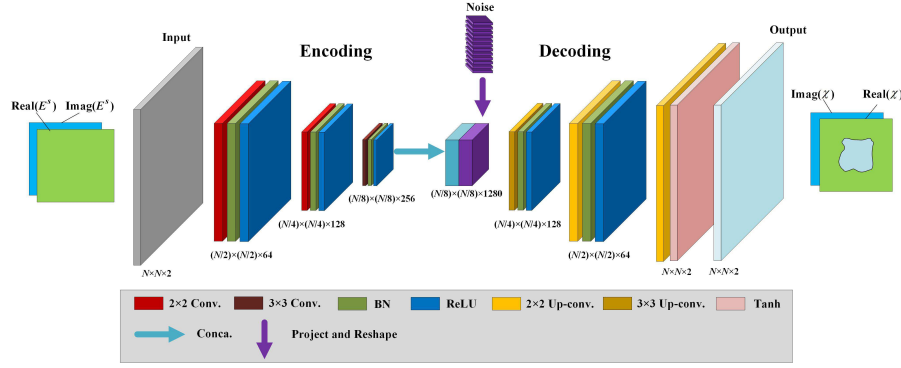 Noise
Input
Encoding
Decoding
Output
Real(Eˢ)
Imag(Eˢ)
Imag(χ)
Real(χ)
(N/8)×(N/8)×256
(N/8)×(N/8)×1280
(N/4)×(N/4)×128
(N/4)×(N/4)×128
(N/2)×(N/2)×64
(N/2)×(N/2)×64
N×N×2
N×N×2
N×N×2
2×2 Conv.
3×3 Conv.
BN
ReLU
2×2 Up-conv.
3×3 Up-conv.
Tanh
Conca.
Project and Reshape